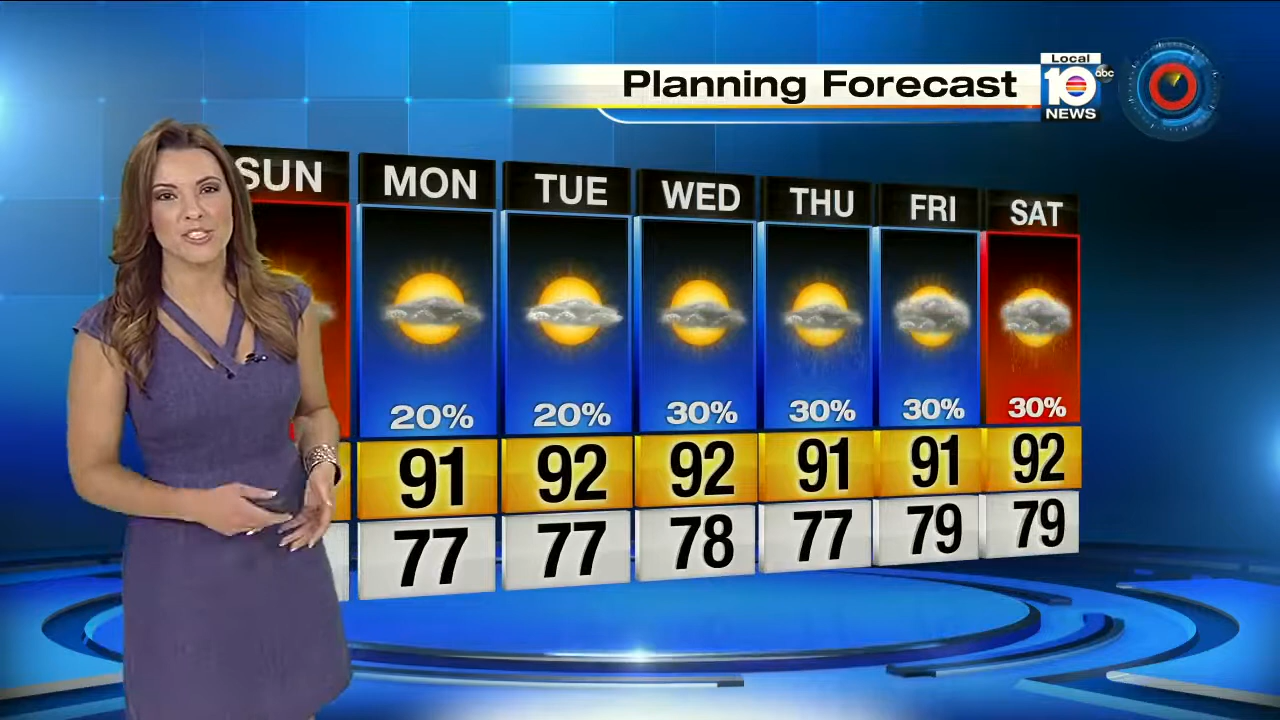 Planning Forecast
Local
10
abc
NEWS
SUN MON TUE WED THU FRI SAT
20% 20% 30% 30% 30% 30%
91 92 92 91 91 92
77 77 78 77 79 79